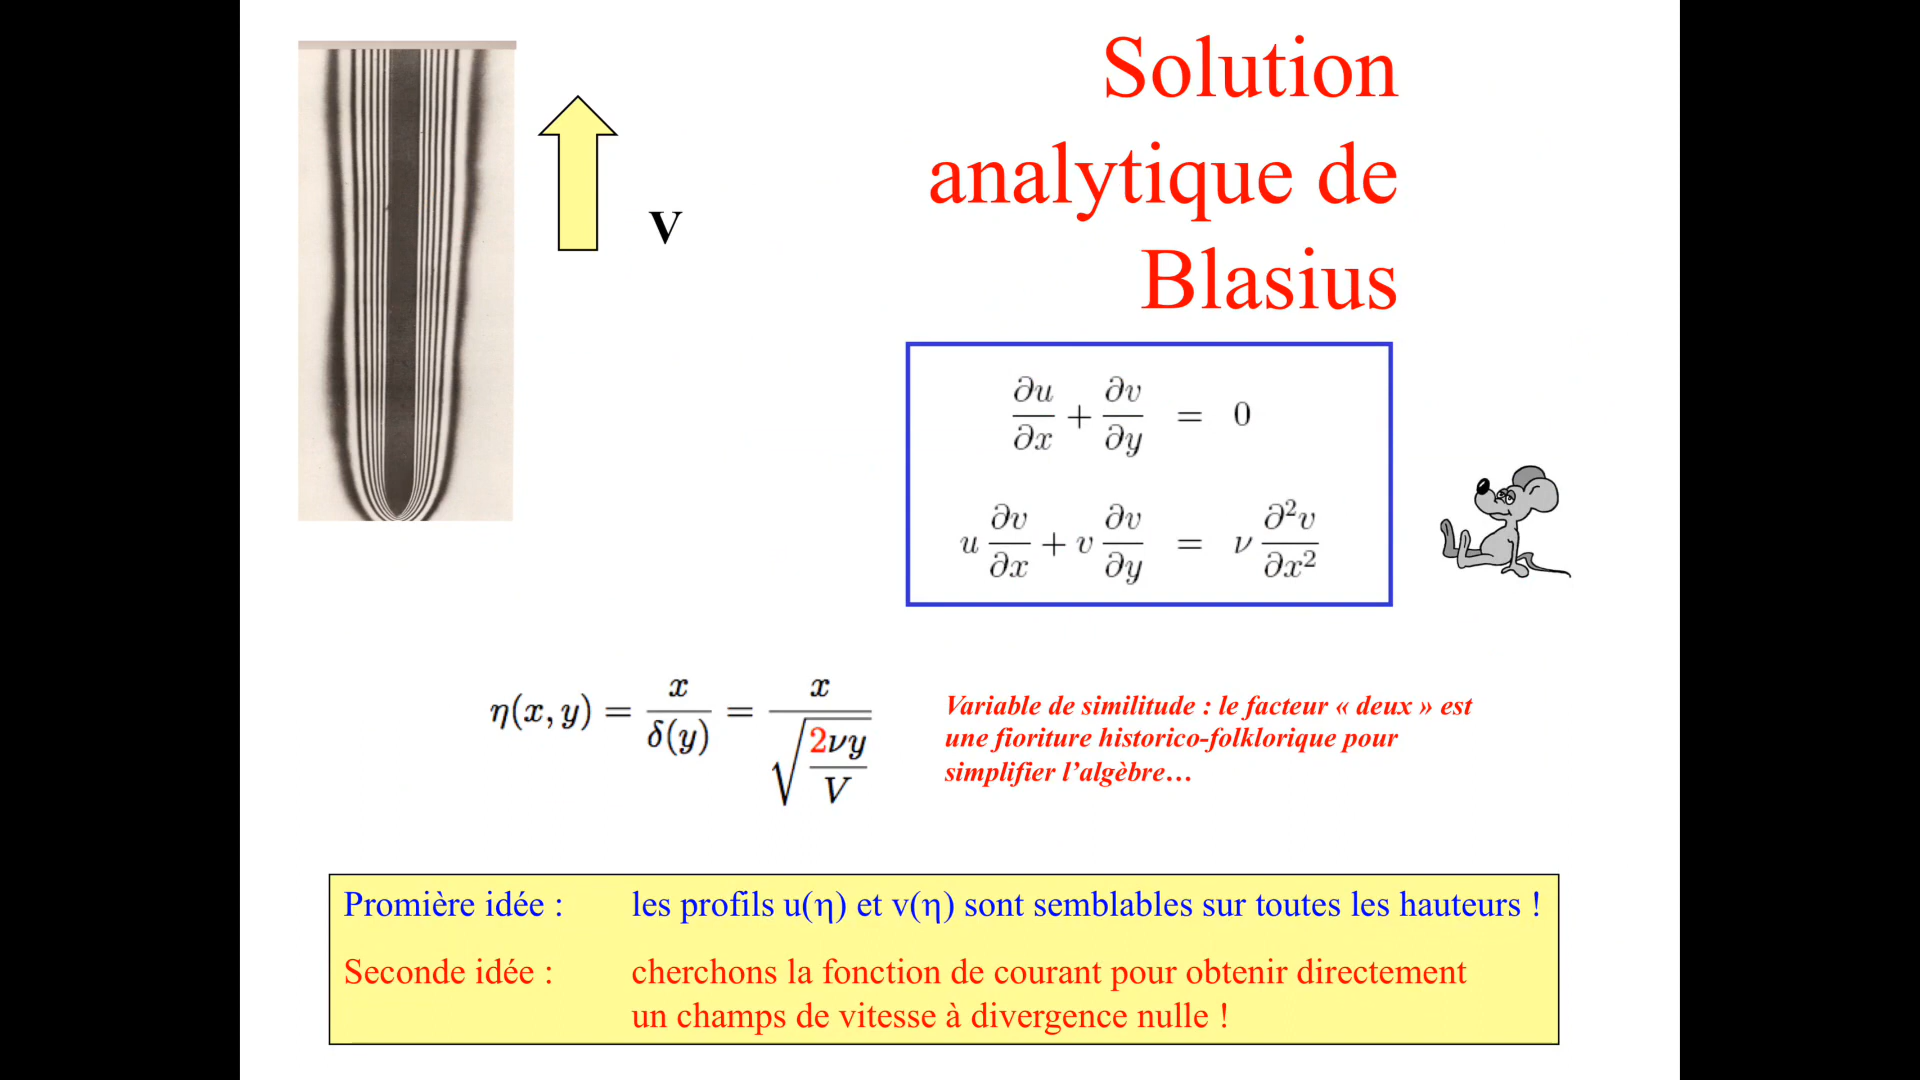 Solution
analytique de
Blasius
V
∂u/∂x + ∂v/∂y = 0
u ∂v/∂x + v ∂v/∂y = ν ∂²v/∂x²
η(x, y) = x/δ(y) = x/√(2νy/V)
Variable de similitude : le facteur « deux » est
une fioriture historico-folklorique pour
simplifier l’algèbre…
Promière idée : les profils u(η) et v(η) sont semblables sur toutes les hauteurs !
Seconde idée : cherchons la fonction de courant pour obtenir directement
un champs de vitesse à divergence nulle !